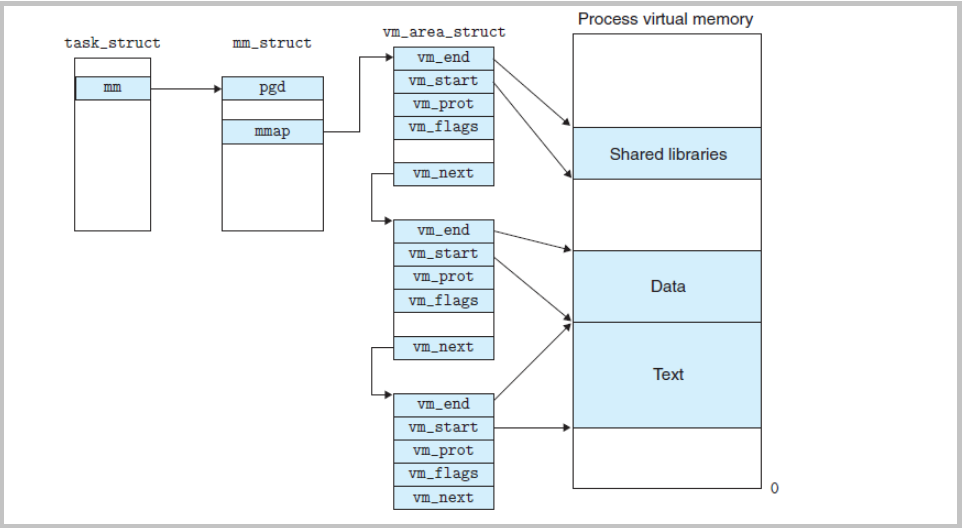 Process virtual memory
task_struct
mm_struct
vm_area_struct
mm
pgd
mmap
vm_end
vm_start
vm_prot
vm_flags
vm_next
vm_end
vm_start
vm_prot
vm_flags
vm_next
vm_end
vm_start
vm_prot
vm_flags
vm_next
Shared libraries
Data
Text
0